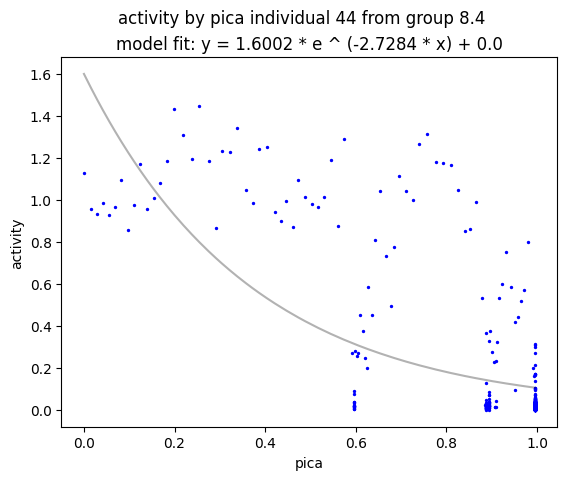 activity by pica individual 44 from group 8.4
model fit: y = 1.6002 * e ^ (-2.7284 * x) + 0.0
1.6
1.4
1.2
1.0
0.8
0.6
0.4
0.2
0.0
activity
0.0 0.2 0.4 0.6 0.8 1.0
pica